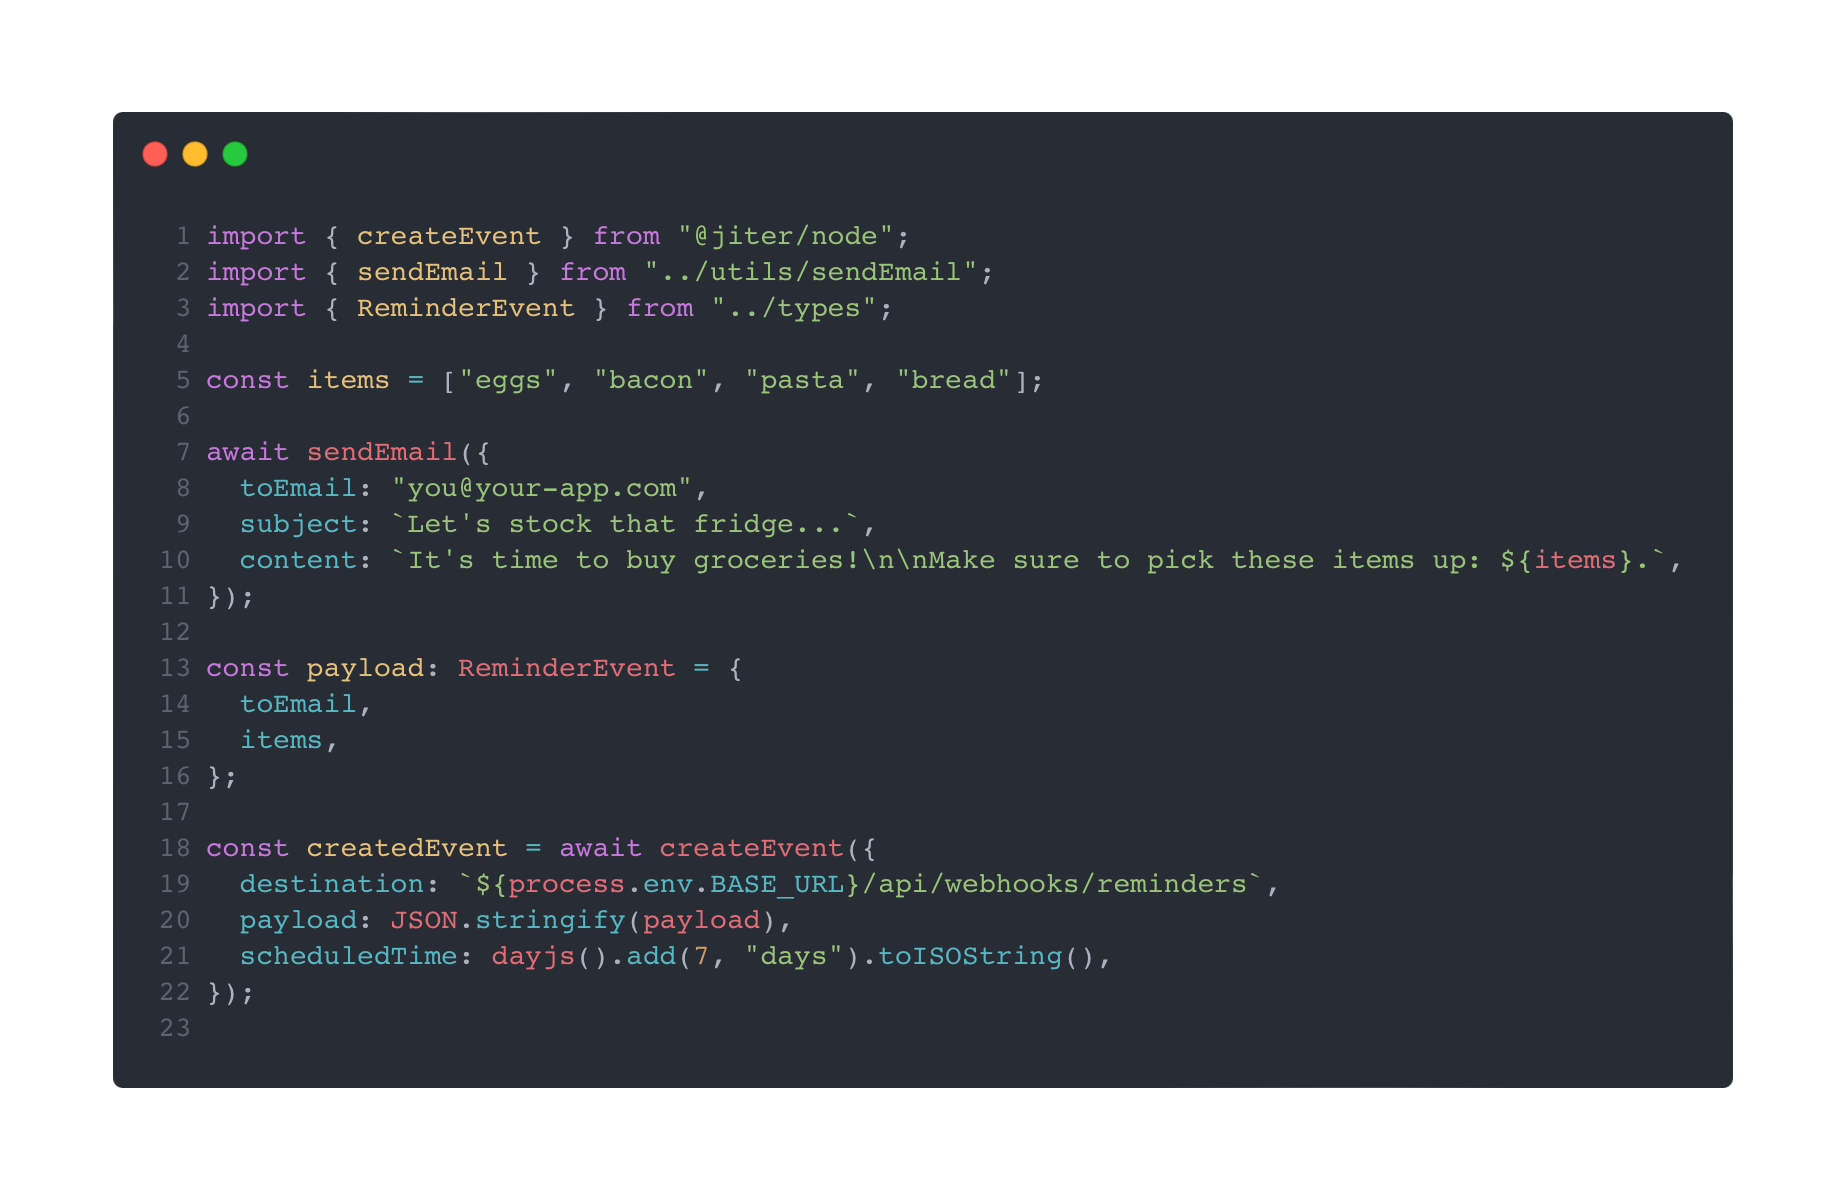 1 import { createEvent } from "@jiter/node";
2 import { sendEmail } from "../utils/sendEmail";
3 import { ReminderEvent } from "../types";
4
5 const items = ["eggs", "bacon", "pasta", "bread"];
6
7 await sendEmail({
8   toEmail: "you@your-app.com",
9   subject: `Let's stock that fridge...`,
10   content: `It's time to buy groceries!\n\nMake sure to pick these items up: ${items}.`,
11 });
12
13 const payload: ReminderEvent = {
14   toEmail,
15   items,
16 };
17
18 const createdEvent = await createEvent({
19   destination: `${process.env.BASE_URL}/api/webhooks/reminders`,
20   payload: JSON.stringify(payload),
21   scheduledTime: dayjs().add(7, "days").toISOString(),
22 });
23